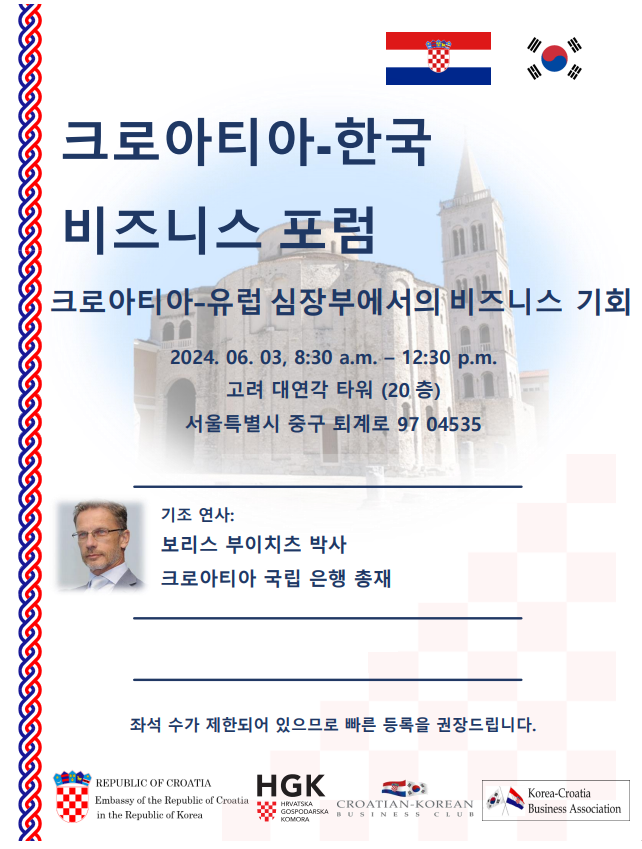 크로아티아-한국
비즈니스 포럼
크로아티아-유럽 심장부에서의 비즈니스 기회
2024. 06. 03, 8:30 a.m. – 12:30 p.m.
고려 대연각 타워 (20 층)
서울특별시 중구 퇴계로 97 04535
기조 연사:
보리스 부이치츠 박사
크로아티아 국립 은행 총재
좌석 수가 제한되어 있으므로 빠른 등록을 권장드립니다.
REPUBLIC OF CROATIA
Embassy of the Republic of Croatia
in the Republic of Korea
HGK
HRVATSKA
GOSPODARSKA
KOMORA
CROATIAN-KOREAN
BUSINESS CLUB
Korea-Croatia
Business Association